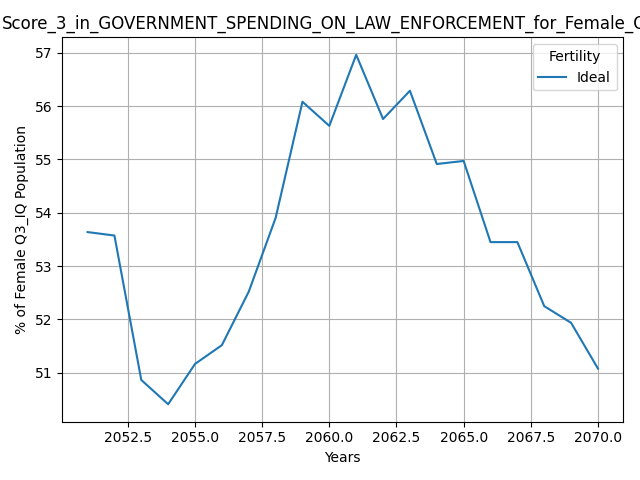 Score_3_in_GOVERNMENT_SPENDING_ON_LAW_ENFORCEMENT_for_Female_
Fertility
Ideal
57
56
55
54
53
52
51
% of Female Q3_IQ Population
2052.5 2055.0 2057.5 2060.0 2062.5 2065.0 2067.5 2070.0
Years